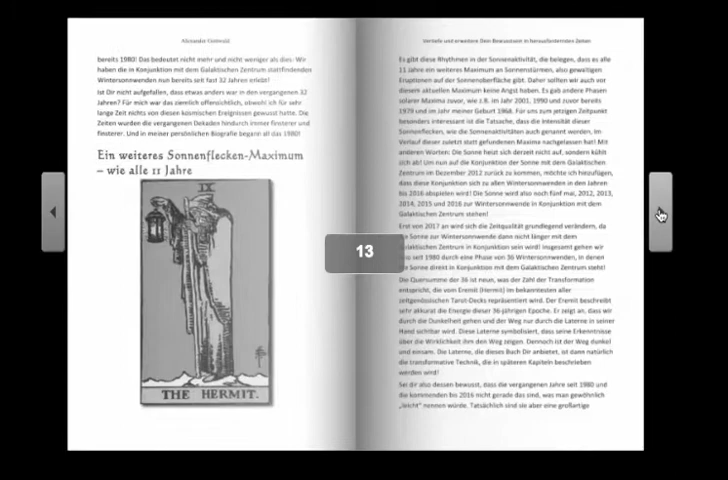 Alexander Gottwald
bereits 1980! Das bedeutet nicht mehr und nicht weniger als dies: Wir
haben die in Konjunktion mit dem Galaktischen Zentrum stattfindenden
Wintersonnwenden nun bereits seit fast 32 Jahren erlebt!
Ist Dir nicht aufgefallen, dass etwas anders war in den vergangenen 32
Jahren? Für mich war das ziemlich offensichtlich, obwohl ich für sehr
lange Zeit nichts von diesen kosmischen Ereignissen gewusst hatte. Die
Zeiten wurden die vergangenen Dekaden hindurch immer finsterer und
finsterer. Und in meiner persönlichen Biografie begann all das 1980!
Ein weiteres Sonnenflecken-Maximum
– wie alle 11 Jahre
IX
THE HERMIT.
13
Vertiefe und erweitere Dein Bewusstsein in herausfordernden Zeiten
Es gibt diese Rhythmen in der Sonnenaktivität, die belegen, dass es alle
11 Jahre ein weiteres Maximum an Sonnenstürmen, also gewaltigen
Eruptionen auf der Sonnenoberfläche gibt. Daher sollten wir auch vor
diesem aktuellen Maximum keine Angst haben. Es gab andere Phasen
solarer Maxima zuvor, wie z.B. im Jahr 2001, 1990 und zuvor bereits
1979 und im Jahr meiner Geburt 1968. Für uns zum jetzigen Zeitpunkt
besonders interessant ist die Tatsache, dass die Intensität dieser
Sonnenflecken, wie die Sonnenaktivitäten auch genannt werden, im
Verlauf dieser zuletzt statt gefundenen Maxime nachgelassen hat! Mit
anderen Worten: Die Sonne heizt sich derzeit nicht auf, sondern kühlt
sich ab! Um nun auf die Konjunktion der Sonne mit dem Galaktischen
Zentrum im Dezember 2012 zurück zu kommen, möchte ich hinzufügen,
dass diese Konjunktion sich zu allen Wintersonnwenden in den Jahren
bis 2016 abspielen wird! Die Sonne wird also noch fünf mal, 2012, 2013,
2014, 2015 und 2016 zur Wintersonnwende in Konjunktion mit dem
Galaktischen Zentrum stehen!
Erst von 2017 an wird sich die Zeitqualität grundlegend verändern, da
Sonne zur Wintersonnwende dann nicht länger mit dem
Galaktischen Zentrum in Konjunktion sein wird! Insgesamt gehen wir
seit 1980 durch eine Phase von 36 Wintersonnwenden, in denen
Sonne direkt in Konjunktion mit dem Galaktischen Zentrum steht!
Die Quersumme der 36 ist neun, was der Zahl der Transformation
entspricht, die vom Eremit (Hermit) im bekanntesten aller
zeitgenössischen Tarot-Decks repräsentiert wird. Der Eremit beschreibt
sehr akkurat die Energie dieser 36-jährigen Epoche. Er zeigt an, dass wir
durch die Dunkelheit gehen und der Weg nur durch die Laterne in seiner
Hand sichtbar wird. Diese Laterne symbolisiert, dass seine Erkenntnisse
über die Wirklichkeit ihm den Weg zeigen. Dennoch ist der Weg dunkel
und einsam. Die Laterne, die dieses Buch Dir anbietet, ist dann natürlich
die transformative Technik, die in späteren Kapiteln beschrieben
werden wird!
Sei dir also dessen bewusst, dass die vergangenen Jahre seit 1980 und
die kommenden bis 2016 nicht gerade das sind, was man gewöhnlich
„leicht“ nennen würde. Tatsächlich sind sie aber eine großartige